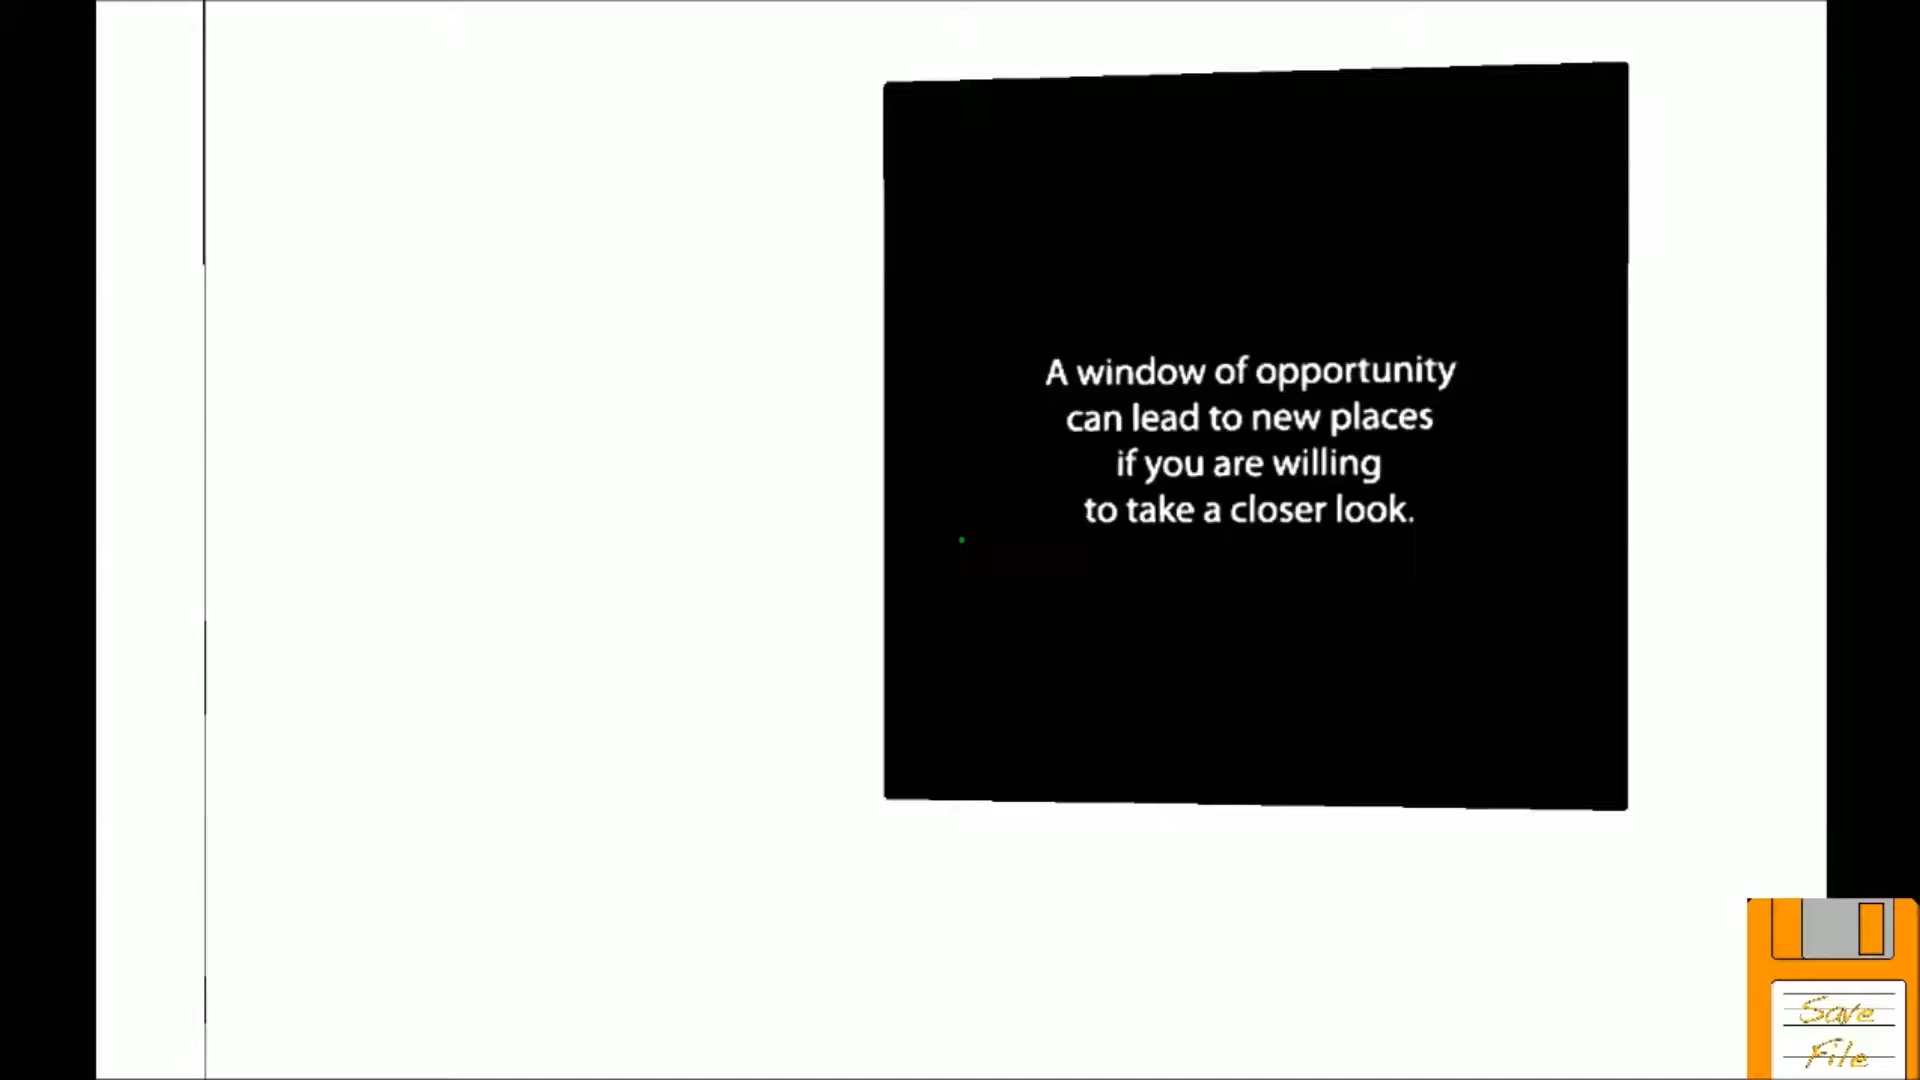 A window of opportunity
can lead to new places
if you are willing
to take a closer look.
Save
File